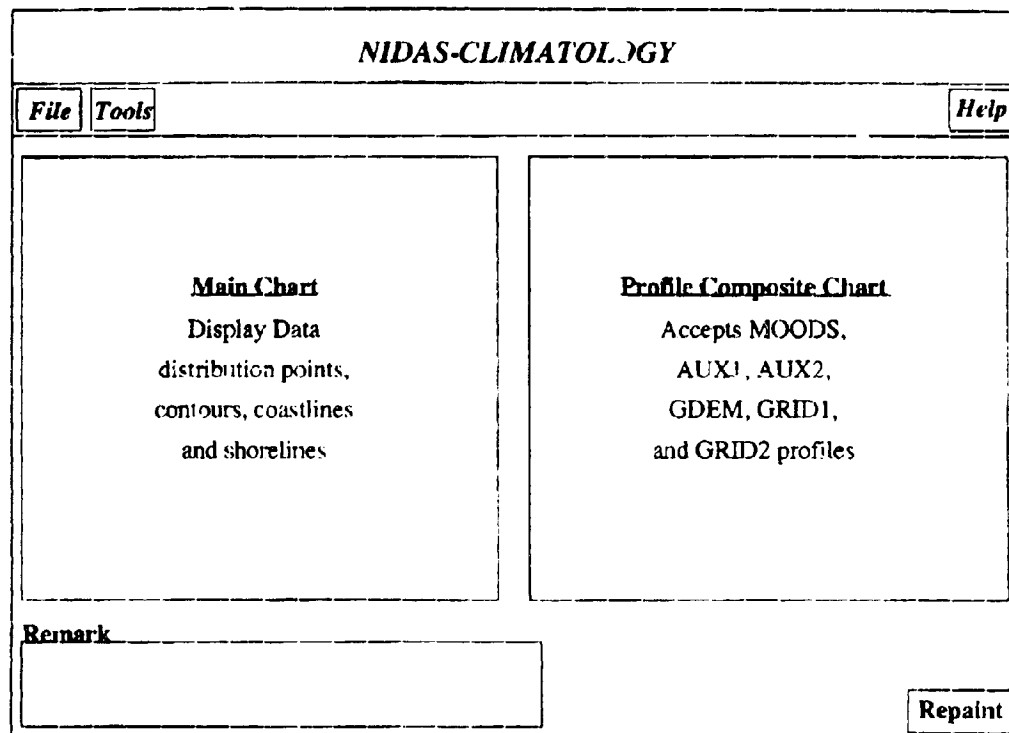 NIDAS-CLIMATOLOGY
File Tools Help
Main Chart
Display Data
distribution points,
contours, coastlines
and shorelines
Profile Composite Chart
Accepts MOODS,
AUX1, AUX2,
GDEM, GRID1,
and GRID2 profiles
Remark
Repaint